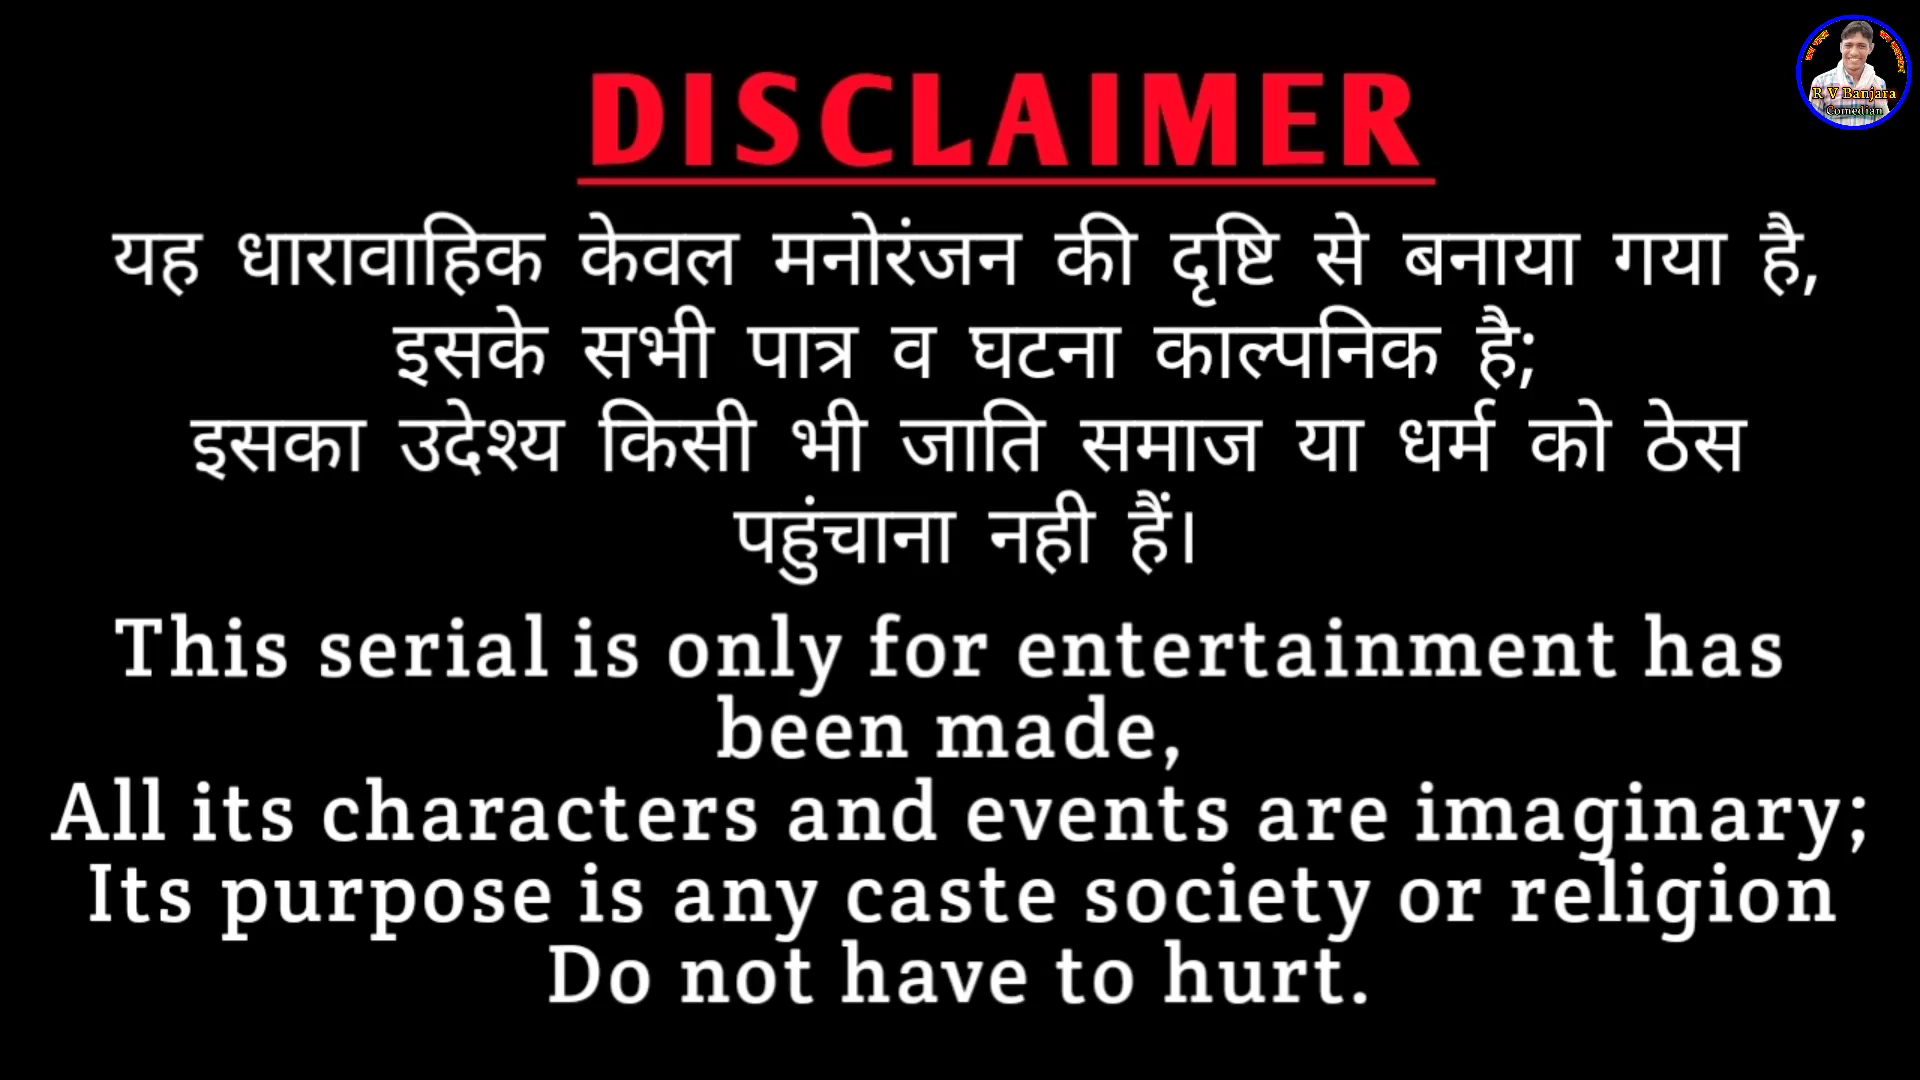 DISCLAIMER
यह धारावाहिक केवल मनोरंजन की दृष्टि से बनाया गया है,
इसके सभी पात्र व घटना काल्पनिक है;
इसका उदेश्य किसी भी जाति समाज या धर्म को ठेस
पहुंचाना नही हैं।
This serial is only for entertainment has
been made,
All its characters and events are imaginary;
Its purpose is any caste society or religion
Do not have to hurt.
R V Banjara
Comedian